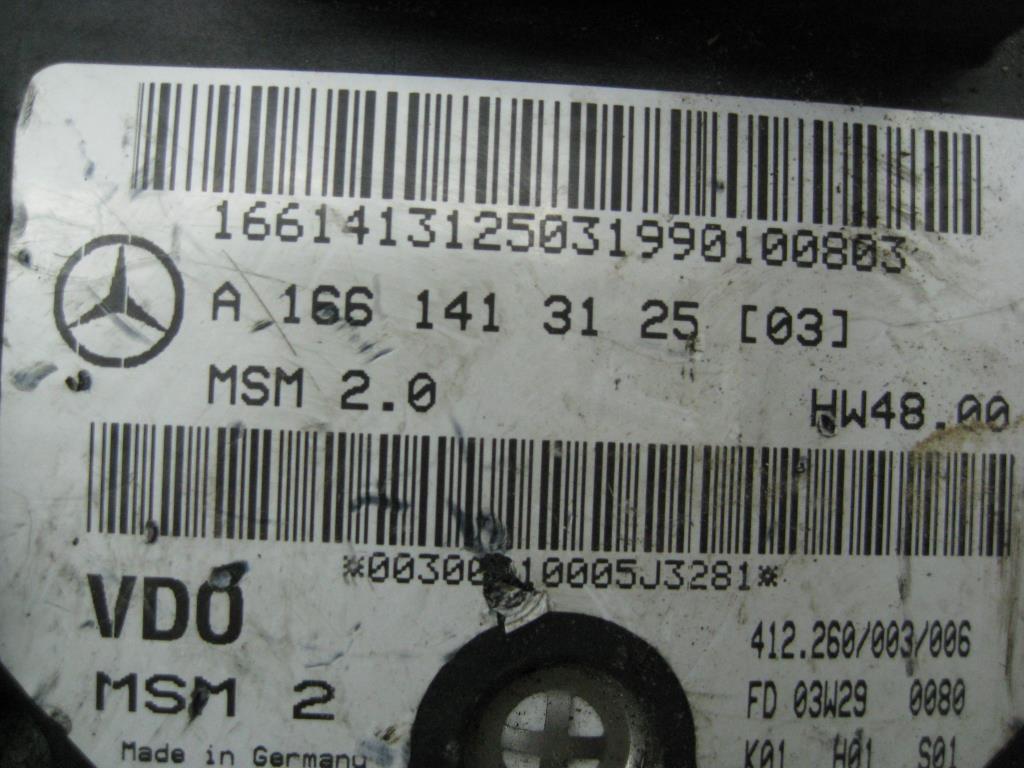 1661413125031990100803
A 166 141 31 25 [03]
MSM 2.0 HW48.00
VDO
412.260/003/006
MSM 2
FD 03W29 0080
Made in Germany
K01 H01 S01